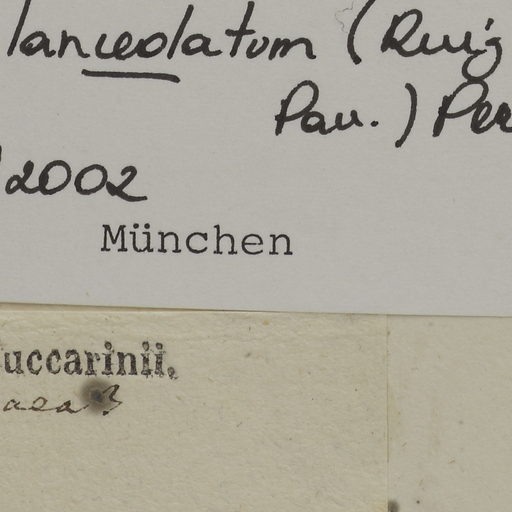 lanceolatum (Ruiz
Pav.) Per
/2002
München
uccarinii.